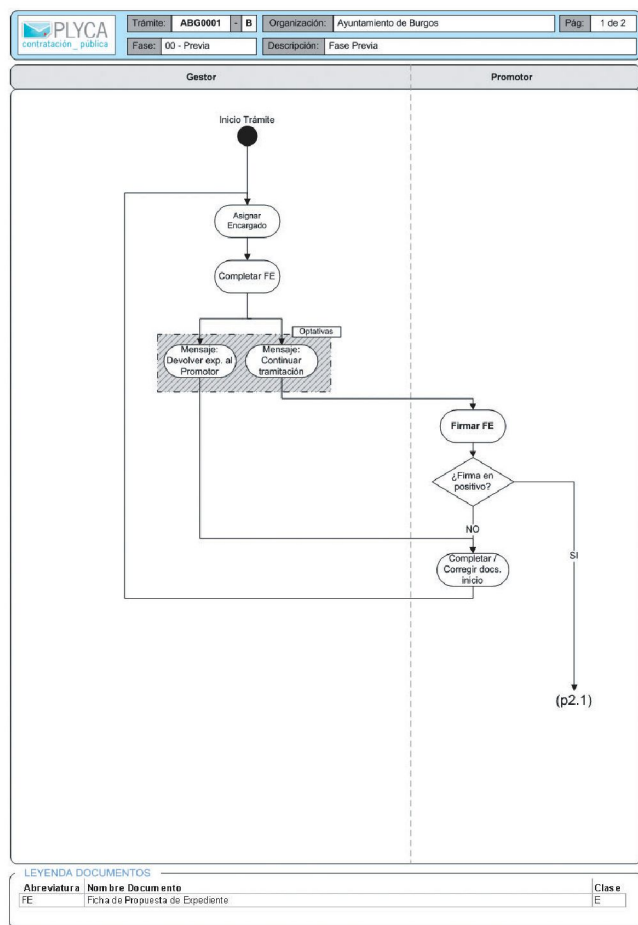 PLYCA
contratación_pública
Trámite: ABG0001 - B Organización: Ayuntamiento de Burgos Pág: 1 de 2
Fase: 00 - Previa Descripción: Fase Previa
Gestor Promotor
Inicio Trámite
Asignar
Encargado
Completar FE
Optativas
Mensaje:
Devolver exp. al
Promotor
Mensaje:
Continuar
tramitación
Firmar FE
¿Firma en
positivo?
NO
SI
Completar /
Corregir docs.
inicio
(p2.1)
LEYENDA DOCUMENTOS
Abreviatura Nombre Documento Clase
FE Ficha de Propuesta de Expediente E